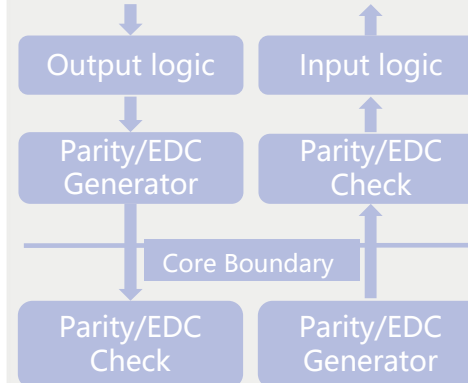 Output logic
Input logic
Parity/EDC
Generator
Parity/EDC
Check
Core Boundary
Parity/EDC
Check
Parity/EDC
Generator